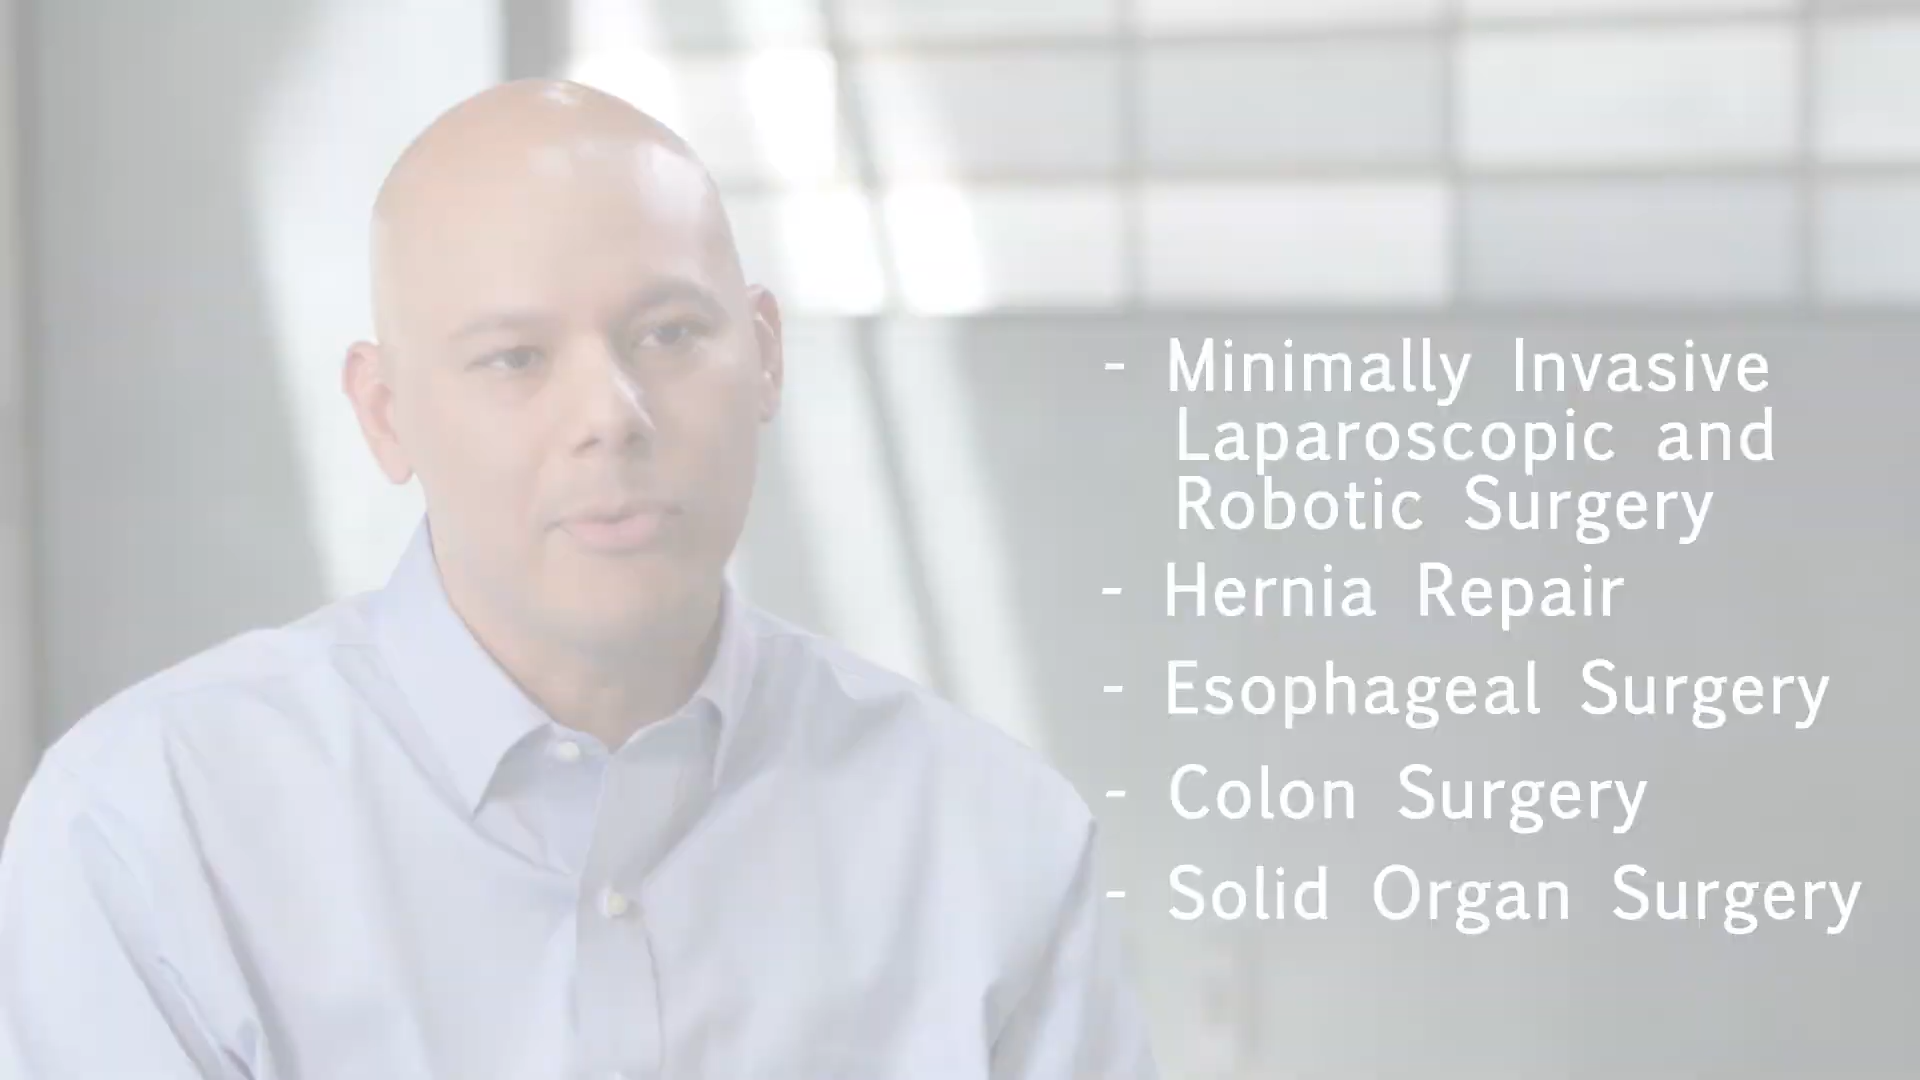 - Minimally Invasive
Laparoscopic and
Robotic Surgery
- Hernia Repair
- Esophageal Surgery
- Colon Surgery
- Solid Organ Surgery